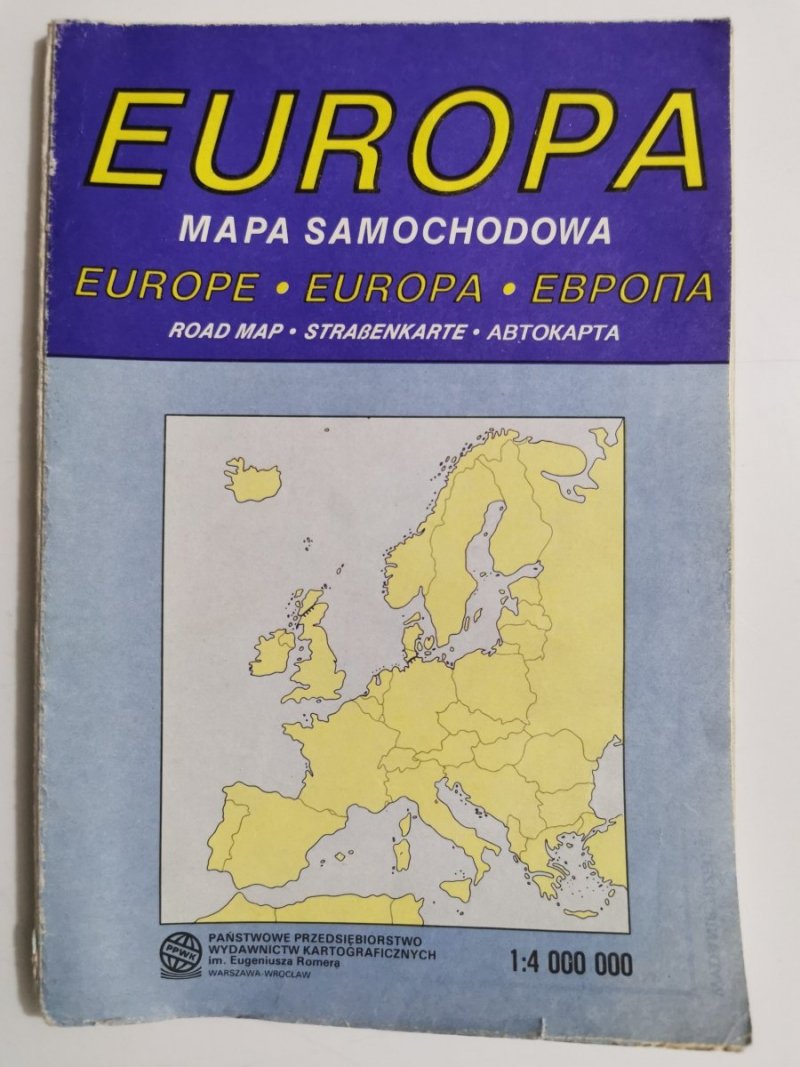 EUROPA
MAPA SAMOCHODOWA
EUROPE • EUROPA • ЕВРОПА
ROAD MAP • STRAßENKARTE • АВТОКАРТА
PPWK
PAŃSTWOWE PRZEDSIĘBIORSTWO
WYDAWNICTW KARTOGRAFICZNYCH
im. Eugeniusza Romera
WARSZAWA-WROCŁAW
1:4 000 000